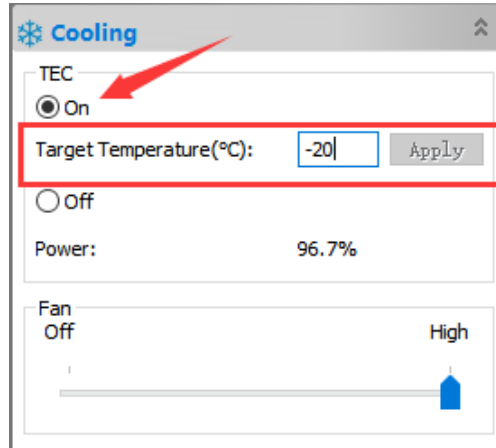 Cooling
TEC
On
Target Temperature(°C): -20 Apply
Off
Power: 96.7%
Fan
Off High